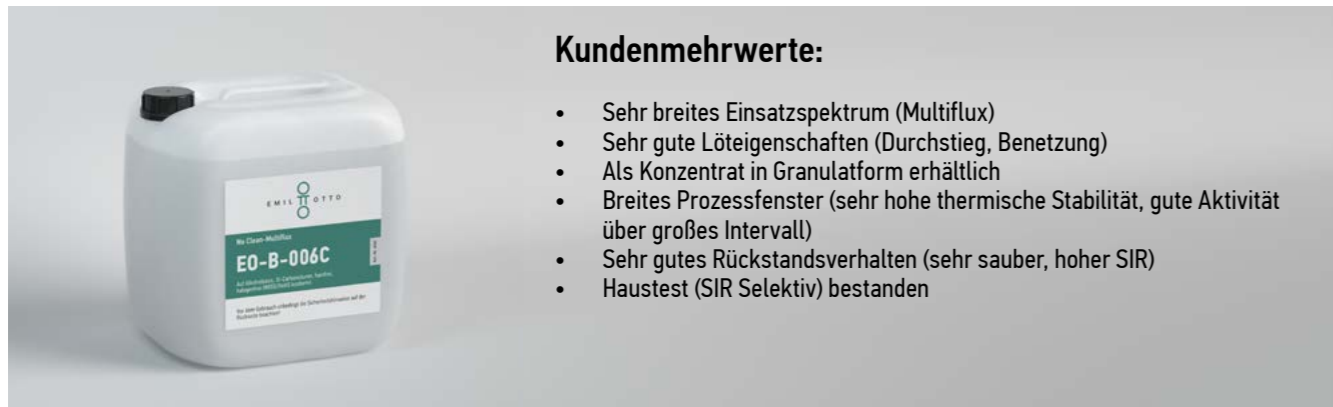 Kundenmehrwerte:
• Sehr breites Einsatzspektrum (Multiflux)
• Sehr gute Löteigenschaften (Durchstieg, Benetzung)
• Als Konzentrat in Granulatform erhältlich
• Breites Prozessfenster (sehr hohe thermische Stabilität, gute Aktivität
über großes Intervall)
• Sehr gutes Rückstandsverhalten (sehr sauber, hoher SIR)
• Haustest (SIR Selektiv) bestanden
EMIL OTTO
No Clean-Multiflux
EO-B-006C